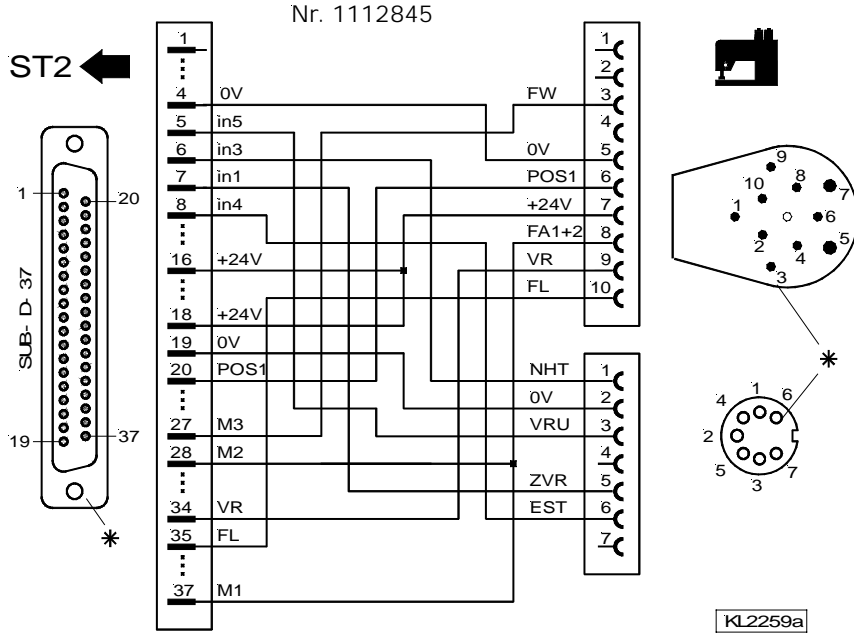 Nr. 1112845
ST2
SUB- D- 37
1
20
19
37
1
4 0V
5 in5
6 in3
7 in1
8 in4
16 +24V
18 +24V
19 0V
20 POS1
27 M3
28 M2
34 VR
35 FL
37 M1
1
2
FW 3
4
0V 5
POS1 6
+24V 7
FA1+2 8
VR 9
FL 10
NHT 1
0V 2
VRU 3
4
ZVR 5
EST 6
7
9
8
7
10
1
6
2
4
5
3
*
1
4
6
2
5
7
3
*
KL2259a